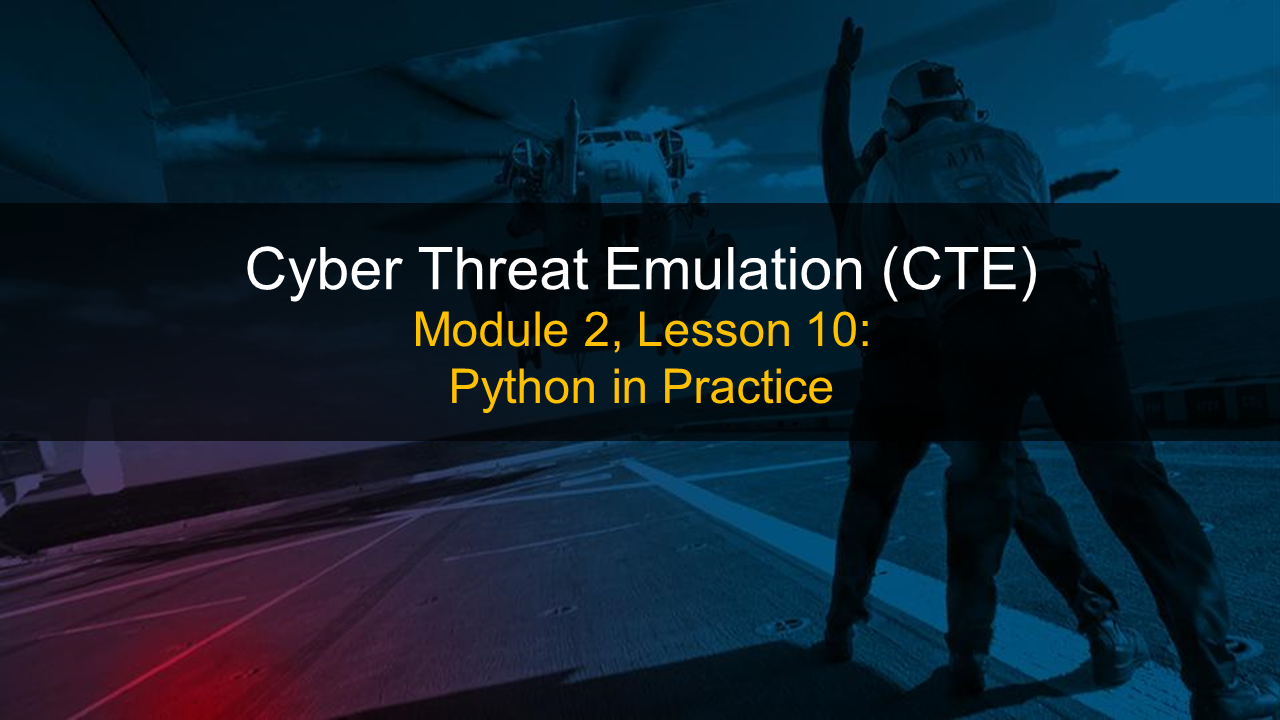 Cyber Threat Emulation (CTE)
Module 2, Lesson 10:
Python in Practice